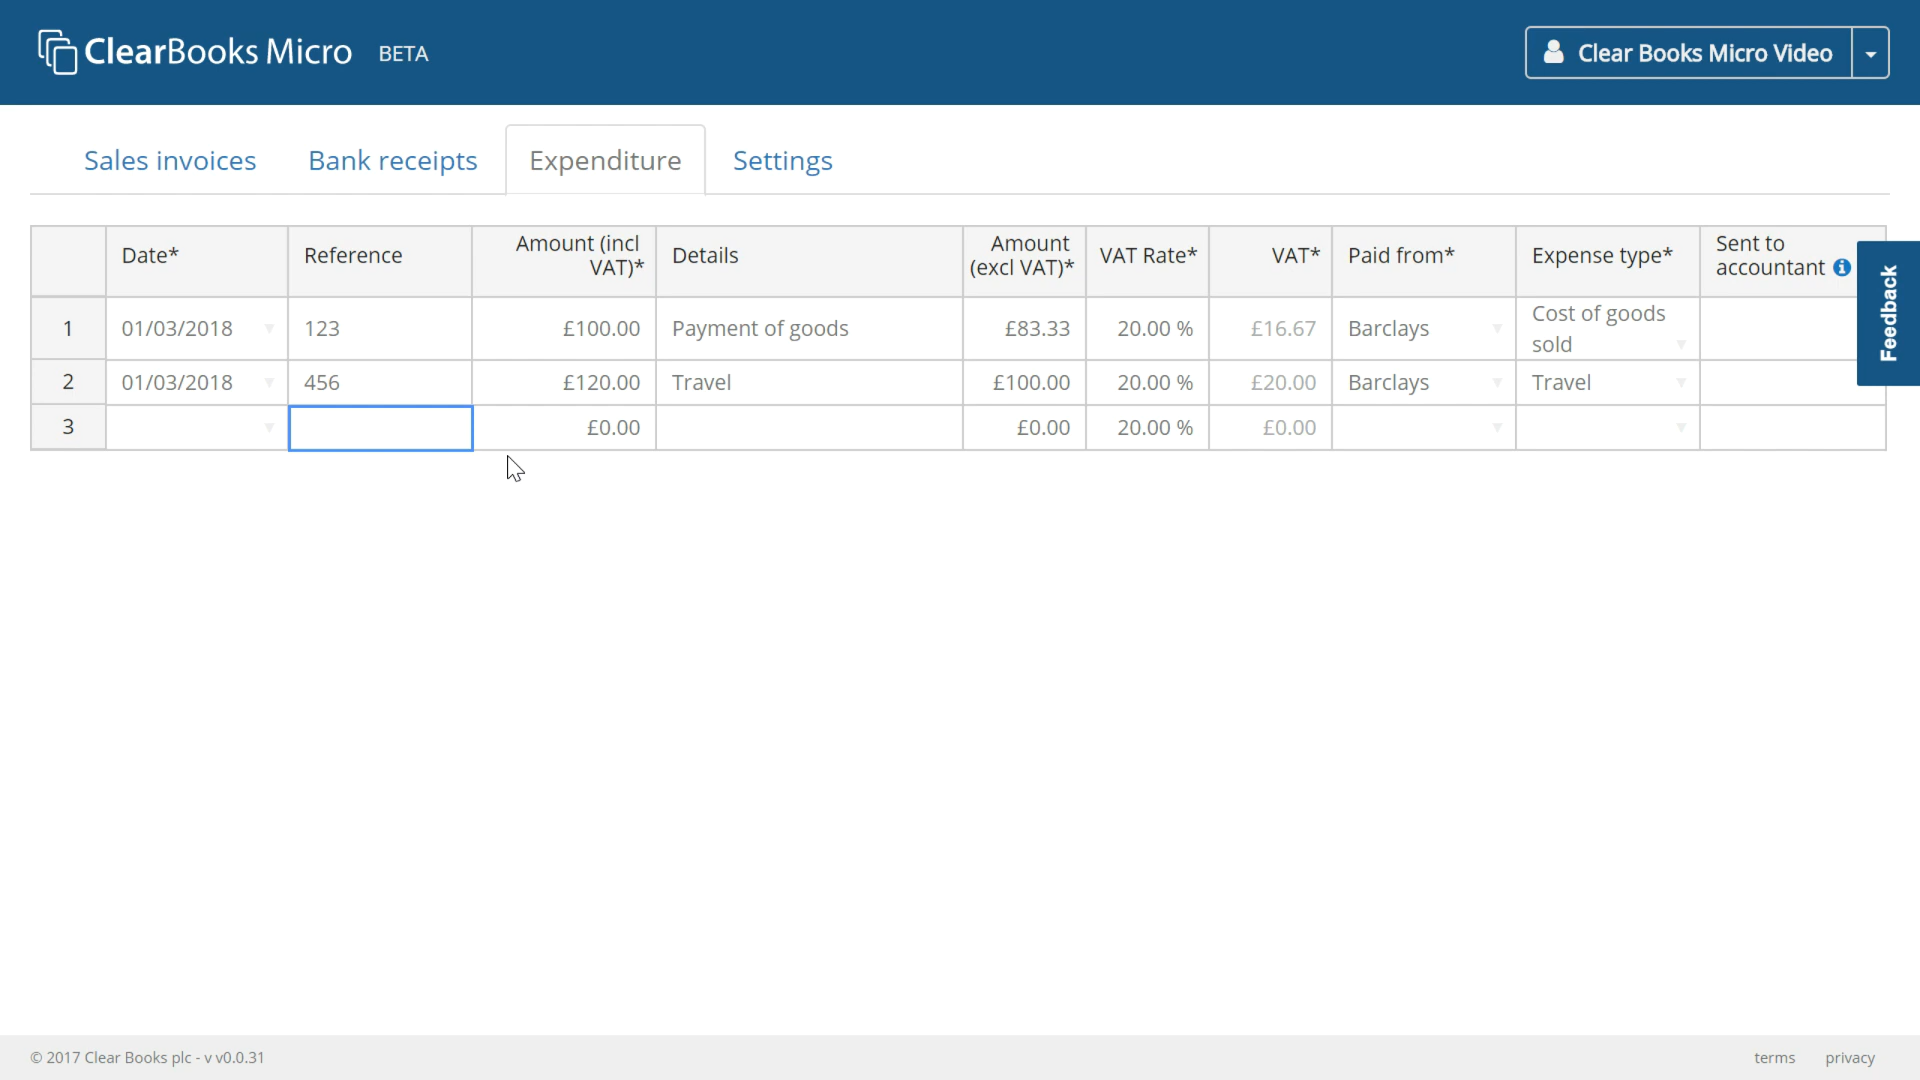 ClearBooks Micro BETA
Clear Books Micro Video
Sales invoices Bank receipts Expenditure Settings
Date* Reference Amount (incl VAT)* Details Amount (excl VAT)* VAT Rate* VAT* Paid from* Expense type* Sent to accountant
Feedback
1 01/03/2018 123 £100.00 Payment of goods £83.33 20.00 % £16.67 Barclays Cost of goods sold
2 01/03/2018 456 £120.00 Travel £100.00 20.00 % £20.00 Barclays Travel
3 £0.00 £0.00 20.00 % £0.00
© 2017 Clear Books plc - v v0.0.31
terms privacy